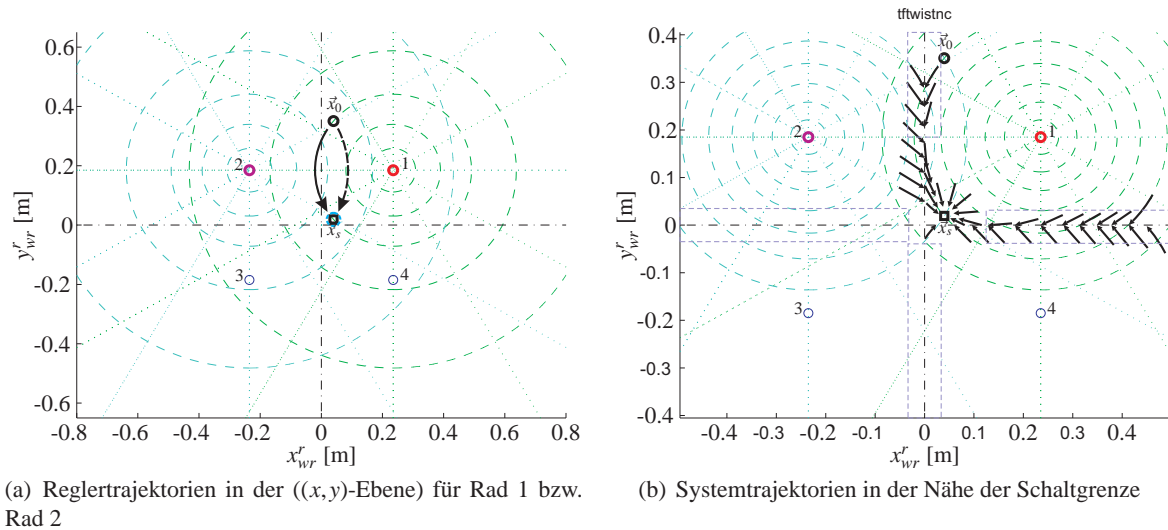 0.6
0.4
0.2
0
-0.2
-0.4
-0.6
y^r_wr [m]
x⃗_0
2
1
x⃗_s
3
4
-0.8 -0.6 -0.4 -0.2 0 0.2 0.4 0.6 0.8
x^r_wr [m]
(a) Reglertrajektorien in der ((x,y)-Ebene) für Rad 1 bzw.
Rad 2
tftwistnc
0.4
0.3
0.2
0.1
0
-0.1
-0.2
-0.3
-0.4
y^r_wr [m]
x⃗_0
2
1
x⃗_s
3
4
-0.4 -0.3 -0.2 -0.1 0 0.1 0.2 0.3 0.4
x^r_wr [m]
(b) Systemtrajektorien in der Nähe der Schaltgrenze